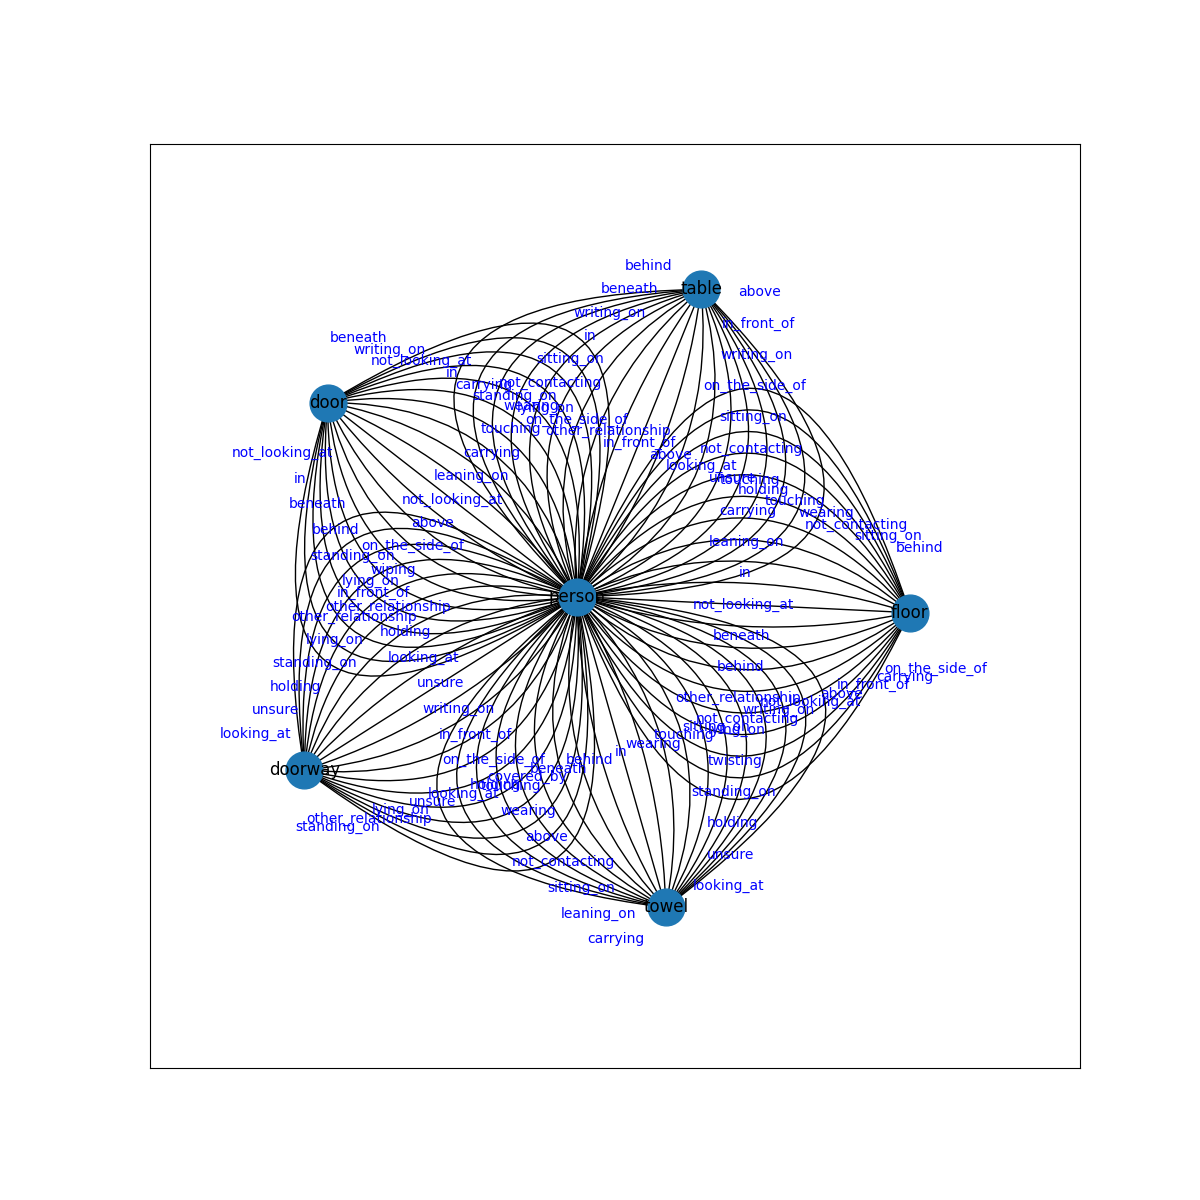 behind
beneath
table
above
writing_on
in_front_of
beneath
in
writing_on
writing_on
not_looking_at
sitting_on
in
carrying
not_contacting
on_the_side_of
standing_on
door
wearing
lying_on
sitting_on
on_the_side_of
touching
other_relationship
in_front_of
not_looking_at
carrying
above
not_contacting
looking_at
in
leaning_on
unsure
touching
holding
beneath
not_looking_at
touching
carrying
wearing
behind
above
not_contacting
sitting_on
on_the_side_of
leaning_on
behind
standing_on
wiping
in
lying_on
in_front_of
person
other_relationship
not_looking_at
floor
other_relationship
holding
lying_on
beneath
standing_on
looking_at
behind
on_the_side_of
holding
unsure
carrying
in_front_of
above
other_relationship
not_looking_at
unsure
writing_on
writing_on
not_contacting
sitting_on
lying_on
looking_at
in_front_of
touching
wearing
in
on_the_side_of
behind
twisting
doorway
beneath
covered_by
holding
touching
looking_at
standing_on
unsure
lying_on
wearing
other_relationship
holding
standing_on
above
not_contacting
unsure
sitting_on
looking_at
towel
leaning_on
carrying